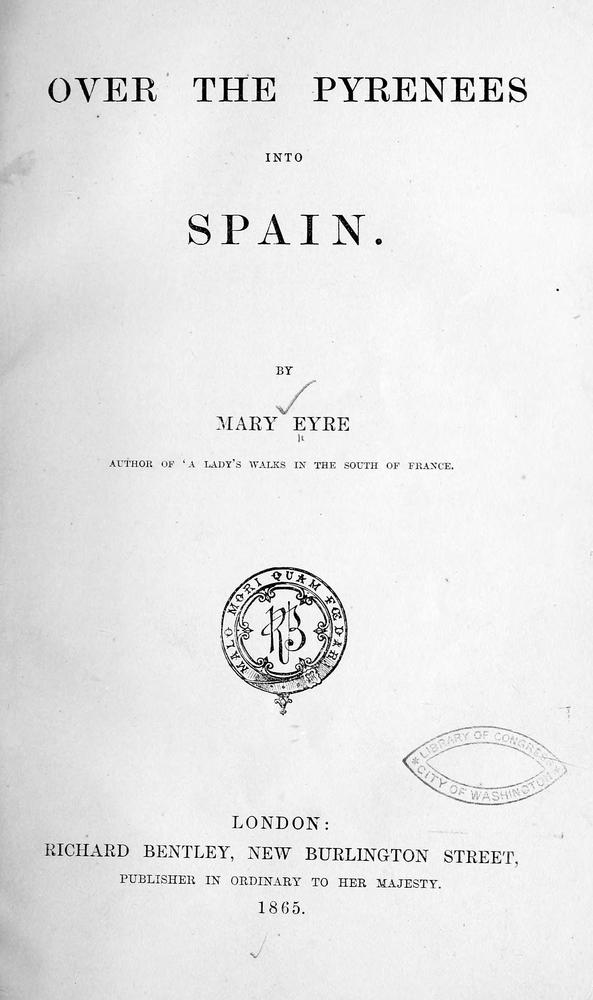 OVER THE PYRENEES
INTO
SPAIN.
BY
MARY EYRE
AUTHOR OF 'A LADY'S WALKS IN THE SOUTH OF FRANCE.
MALO MORI QUAM FŒDARI
RB
LIBRARY OF CONGRESS
CITY OF WASHINGTON
LONDON:
RICHARD BENTLEY, NEW BURLINGTON STREET,
PUBLISHER IN ORDINARY TO HER MAJESTY.
1865.